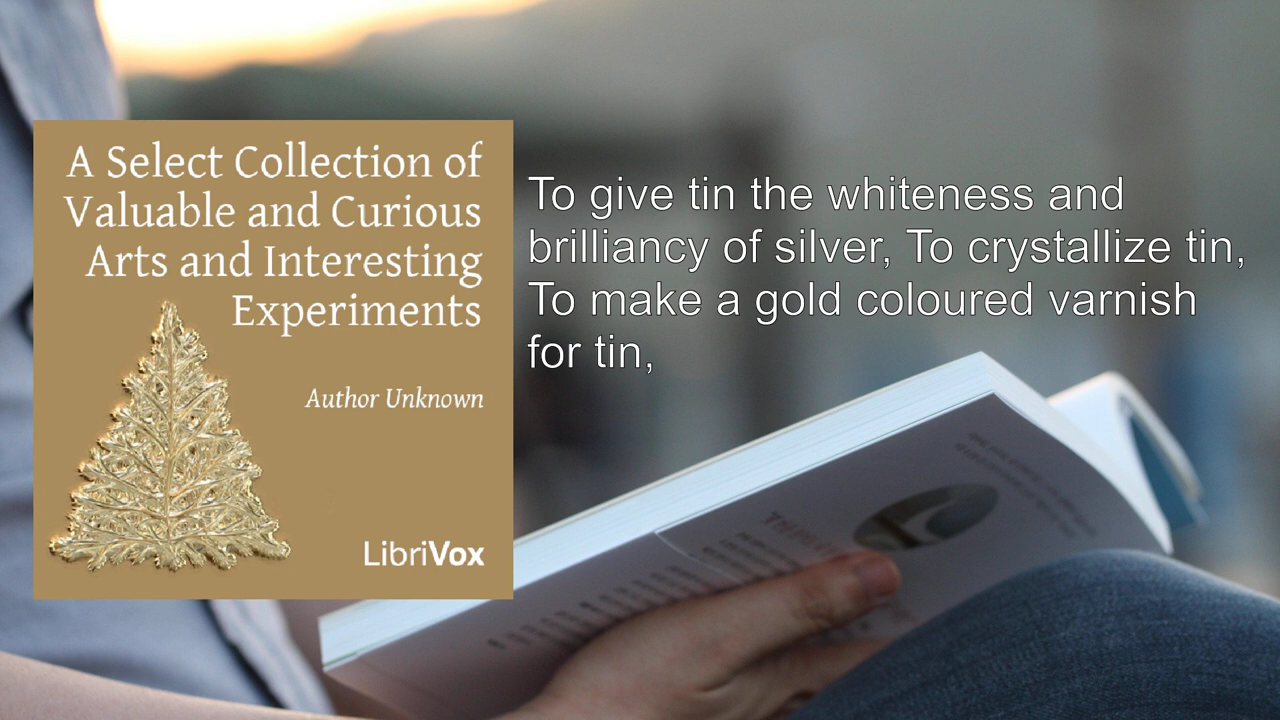 A Select Collection of
Valuable and Curious
Arts and Interesting
Experiments
Author Unknown
LibriVox
To give tin the whiteness and
brilliancy of silver, To crystallize tin,
To make a gold coloured varnish
for tin,